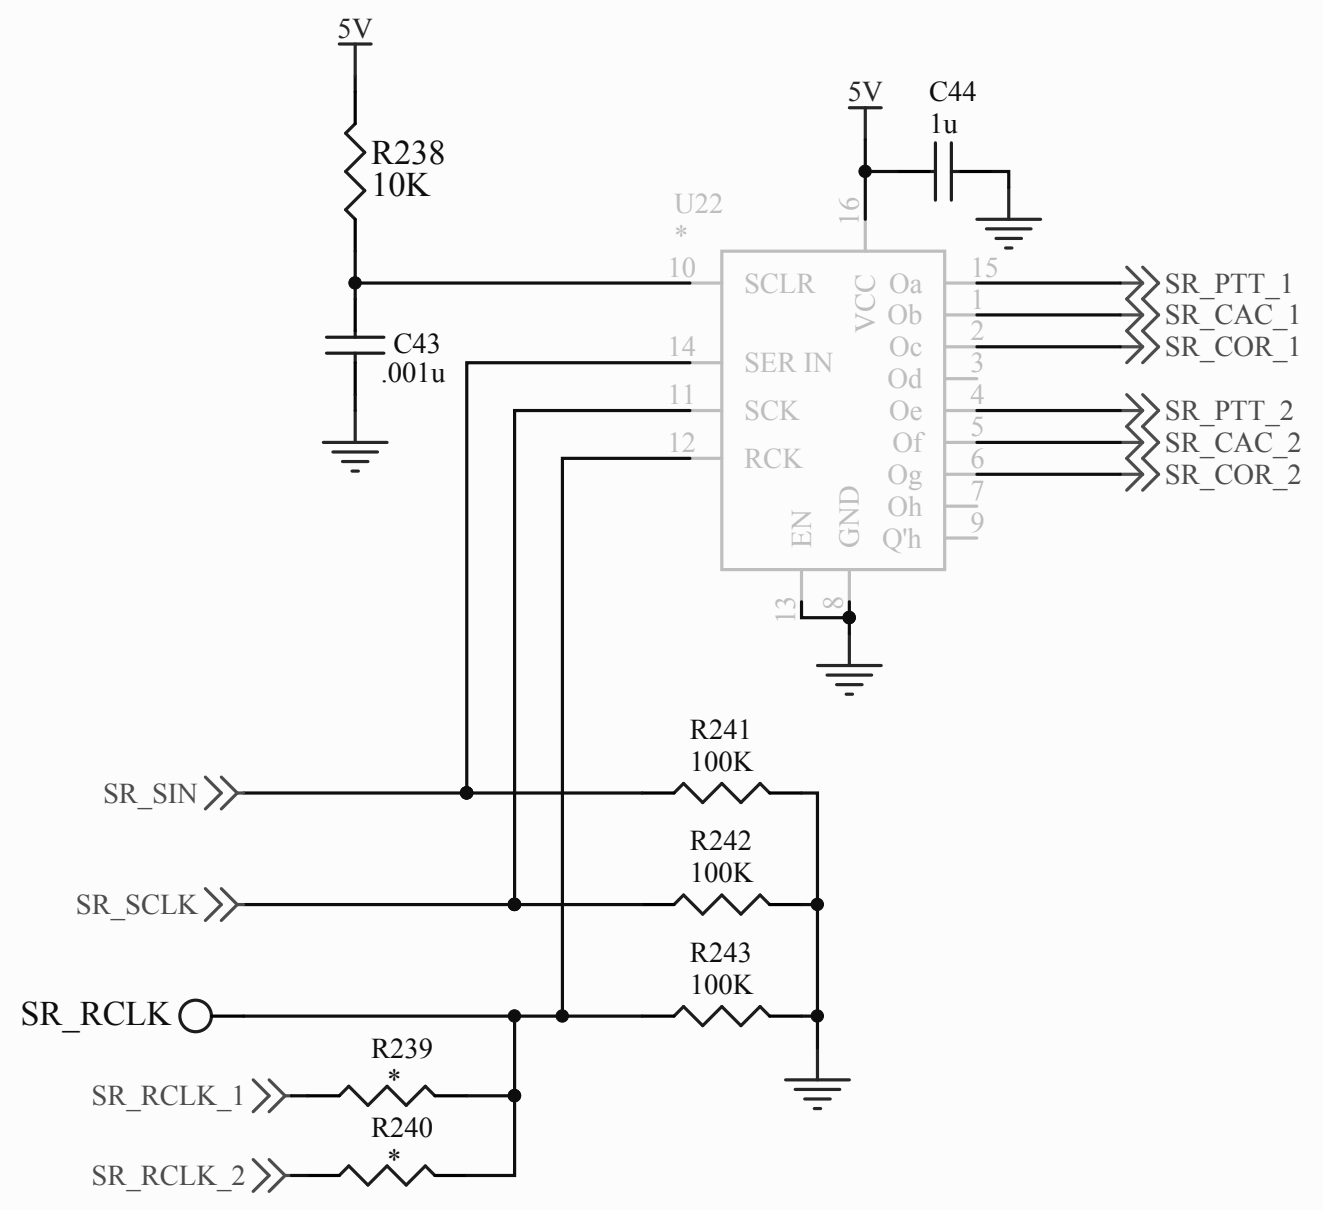 5V
R238
10K
C43
.001u
5V
C44
1u
U22
*
16
10
14
11
12
SCLR
SER IN
SCK
RCK
VCC
EN
GND
Oa
Ob
Oc
Od
Oe
Of
Og
Oh
Q'h
15
1
2
3
4
5
6
7
9
13
8
SR_PTT_1
SR_CAC_1
SR_COR_1
SR_PTT_2
SR_CAC_2
SR_COR_2
R241
100K
SR_SIN
R242
100K
SR_SCLK
R243
100K
SR_RCLK
R239
*
SR_RCLK_1
R240
*
SR_RCLK_2